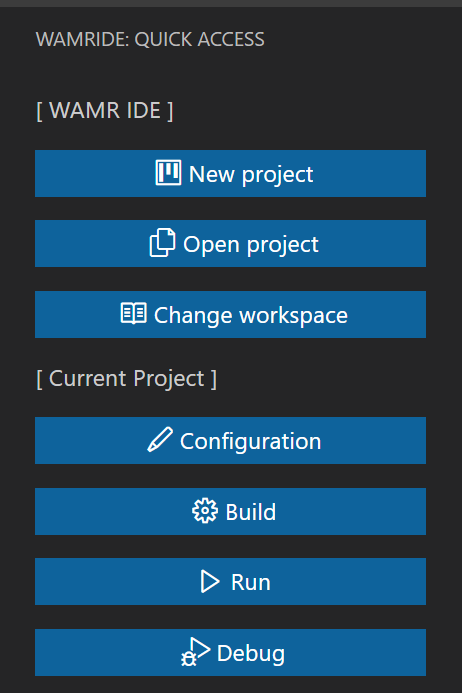 WAMRIDE: QUICK ACCESS
[ WAMR IDE ]
New project
Open project
Change workspace
[ Current Project ]
Configuration
Build
Run
Debug